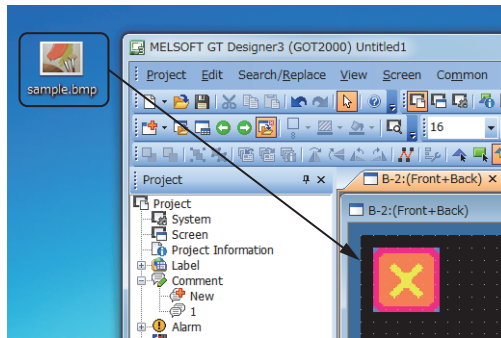 sample.bmp
MELSOFT GT Designer3 (GOT2000) Untitled1
Project Edit Search/Replace View Screen Common
16
Project
B-2:(Front+Back)
Project
System
Screen
Project Information
Label
Comment
New
1
Alarm
B-2:(Front+Back)